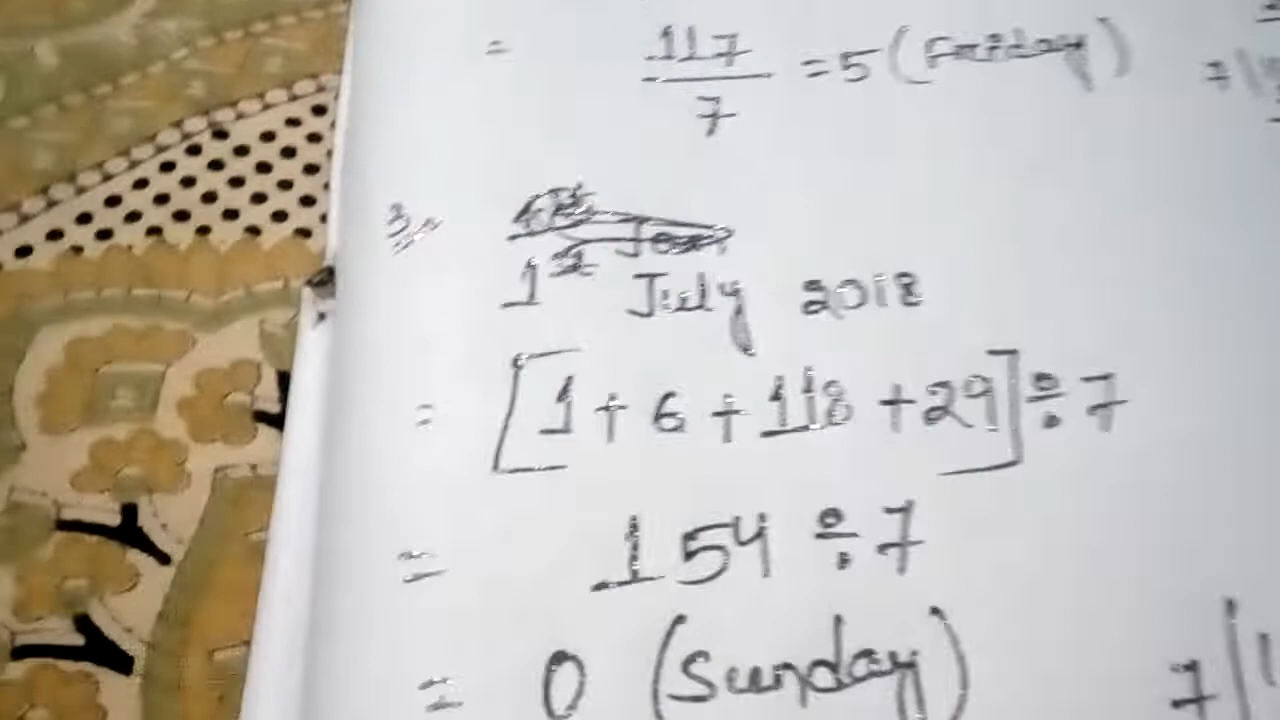 = 117/7 = 5 (Friday)
3.
1st July 2018
= [1 + 6 + 118 + 29] ÷ 7
= 154 ÷ 7
= 0 (Sunday)